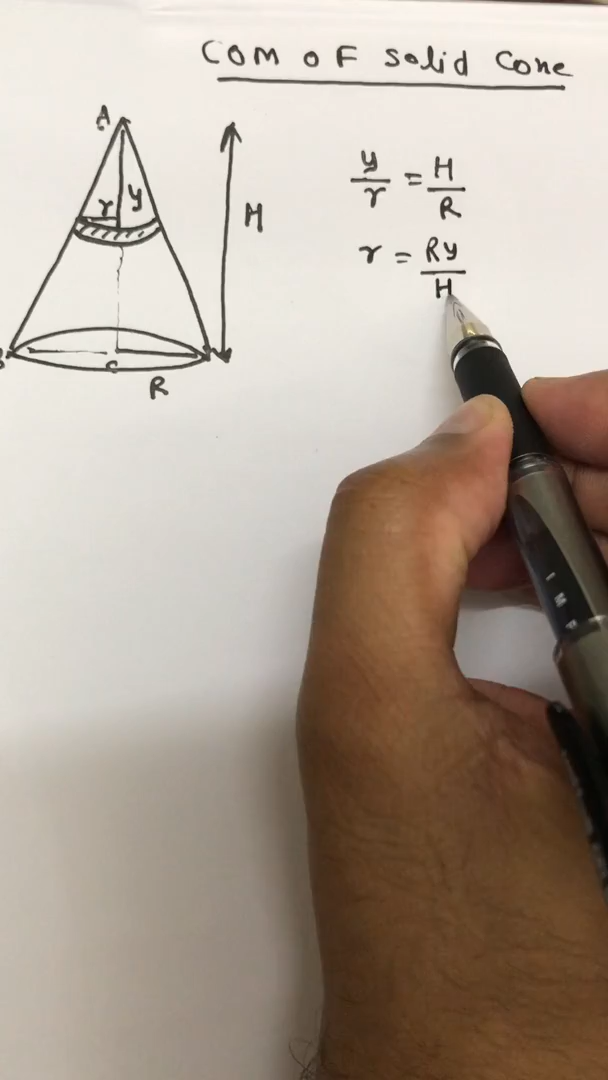 COM OF Solid Cone
A
y/r = H/R
r y
H
r = Ry/H
B C
R